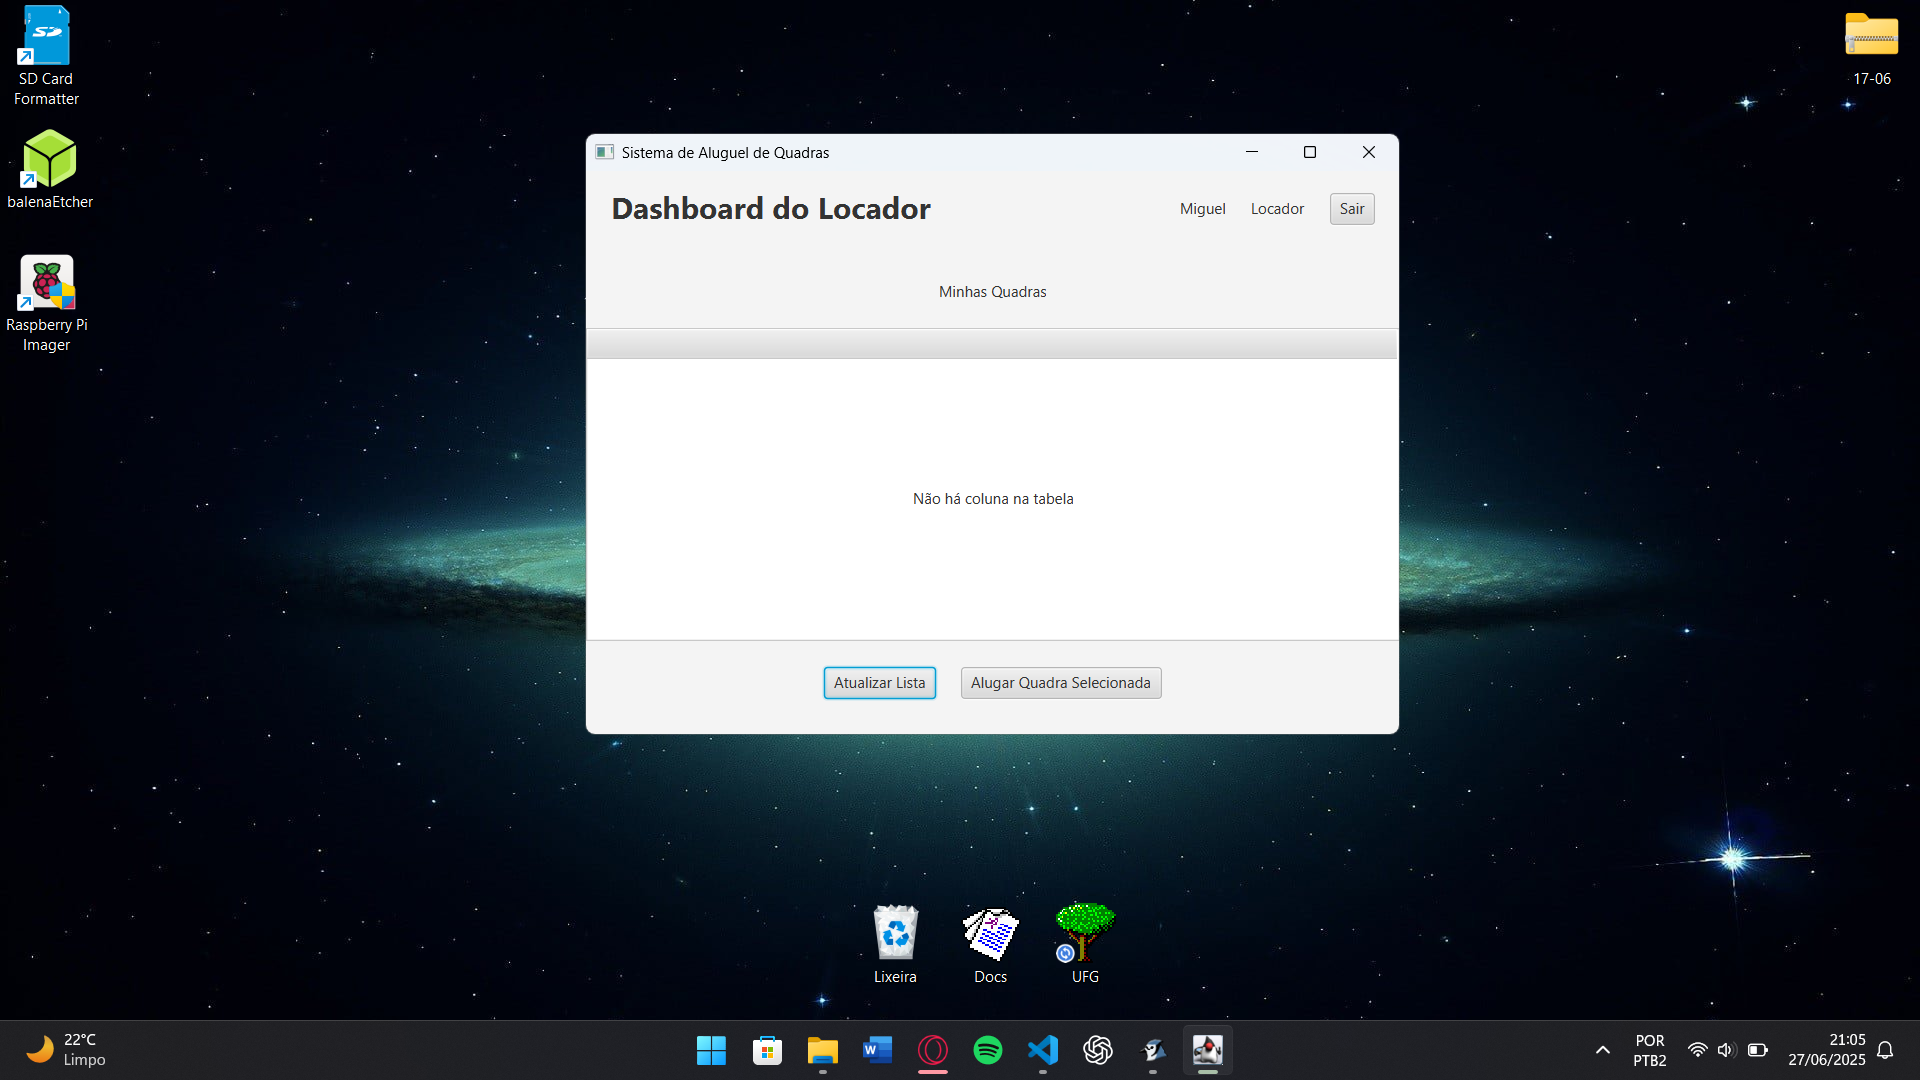 SD Card
Formatter
balenaEtcher
Raspberry Pi
Imager
17-06
Sistema de Aluguel de Quadras
Dashboard do Locador
Miguel
Locador
Sair
Minhas Quadras
Não há coluna na tabela
Atualizar Lista
Alugar Quadra Selecionada
Lixeira
Docs
UFG
22°C
Limpo
POR
PTB2
21:05
27/06/2025